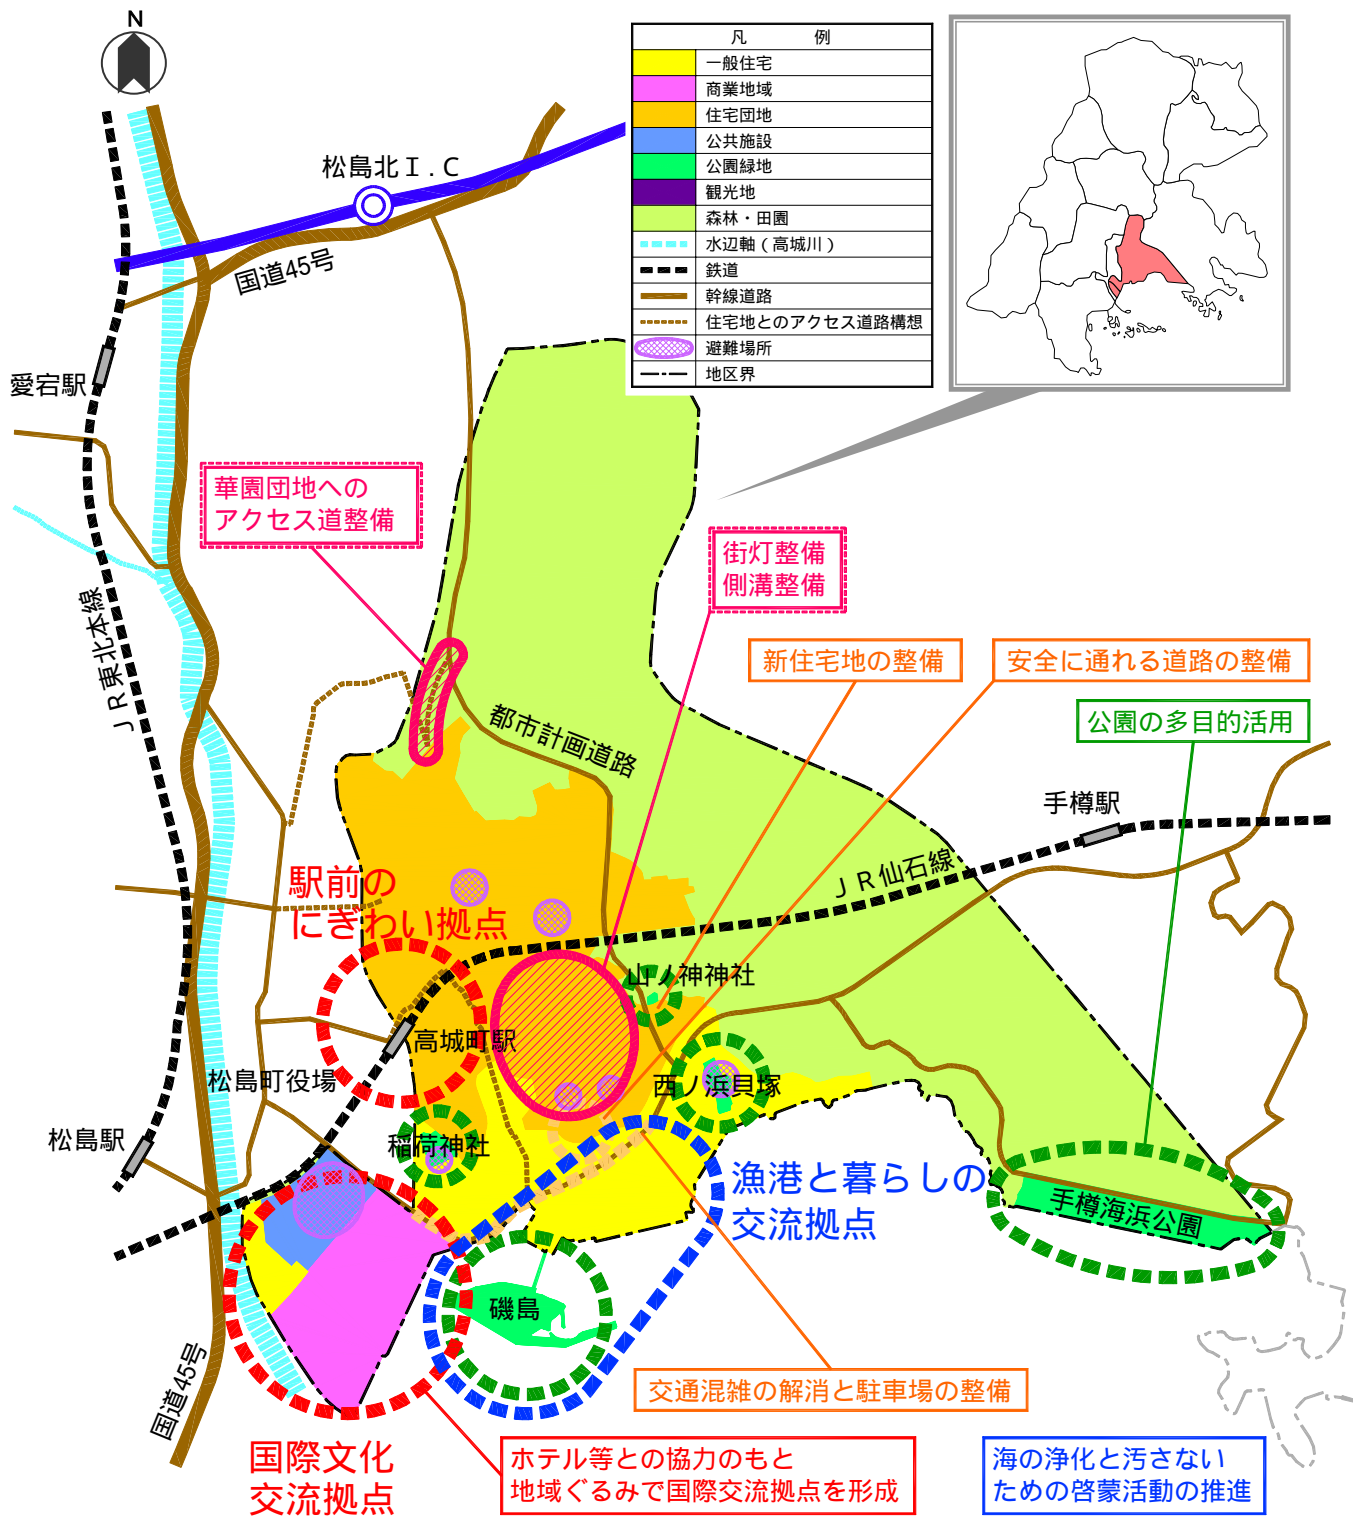 N
凡 例
一般住宅
商業地域
住宅団地
公共施設
公園緑地
観光地
森林・田園
水辺軸（高城川）
鉄道
幹線道路
住宅地とのアクセス道路構想
避難場所
地区界
松島北Ｉ.Ｃ
国道45号
愛宕駅
華園団地への
アクセス道整備
街灯整備
側溝整備
ＪＲ東北本線
新住宅地の整備
安全に通れる道路の整備
公園の多目的活用
都市計画道路
手樽駅
ＪＲ仙石線
駅前の
にぎわい拠点
山ノ神神社
高城町駅
松島町役場
西ノ浜貝塚
松島駅
稲荷神社
漁港と暮らしの
交流拠点
手樽海浜公園
磯島
国道45号
交通混雑の解消と駐車場の整備
国際文化
交流拠点
ホテル等との協力のもと
地域ぐるみで国際交流拠点を形成
海の浄化と汚さない
ための啓蒙活動の推進